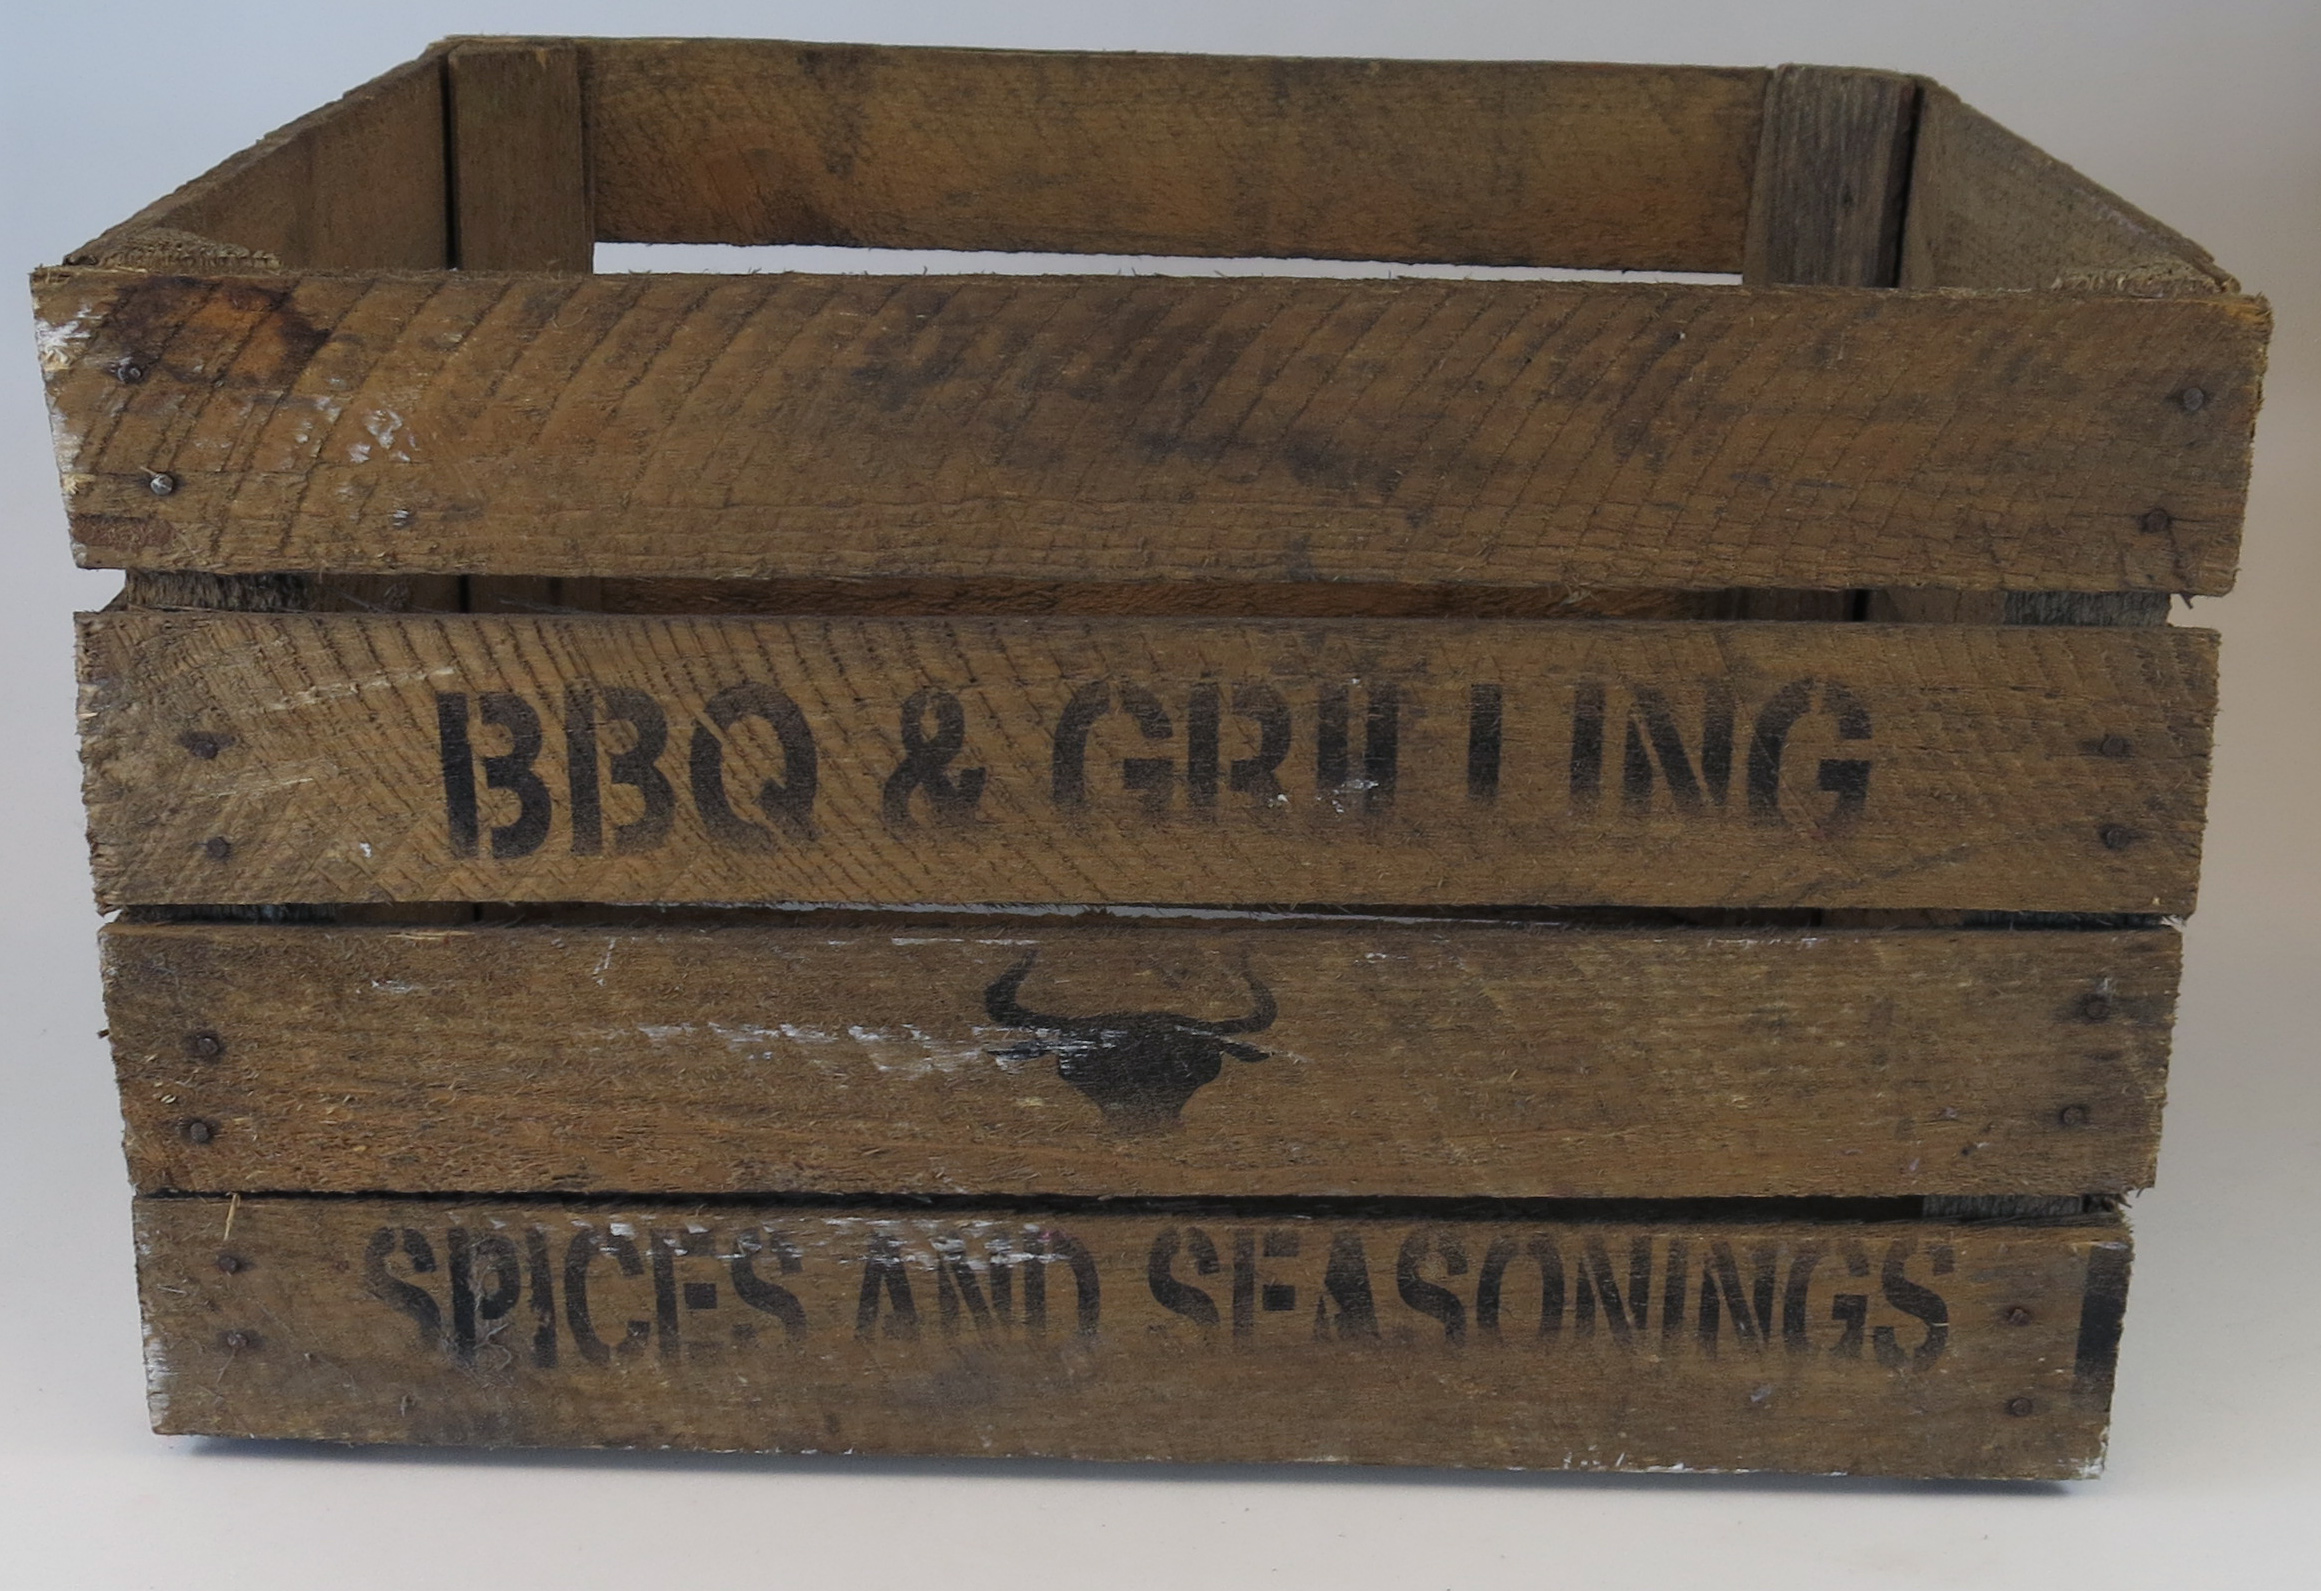 BBQ & GRILLING
SPICES AND SEASONINGS